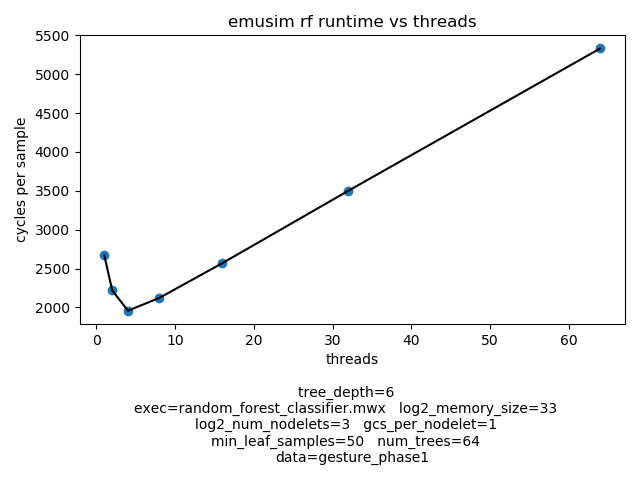 emusim rf runtime vs threads
5500
5000
4500
4000
3500
3000
2500
2000
cycles per sample
0 10 20 30 40 50 60
threads
tree_depth=6
exec=random_forest_classifier.mwx log2_memory_size=33
log2_num_nodelets=3 gcs_per_nodelet=1
min_leaf_samples=50 num_trees=64
data=gesture_phase1